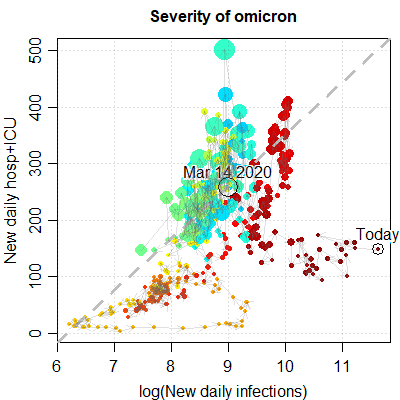 Severity of omicron
New daily hosp+ICU
500
400
300
200
100
0
Mar 14 2020
Today
6 7 8 9 10 11
log(New daily infections)